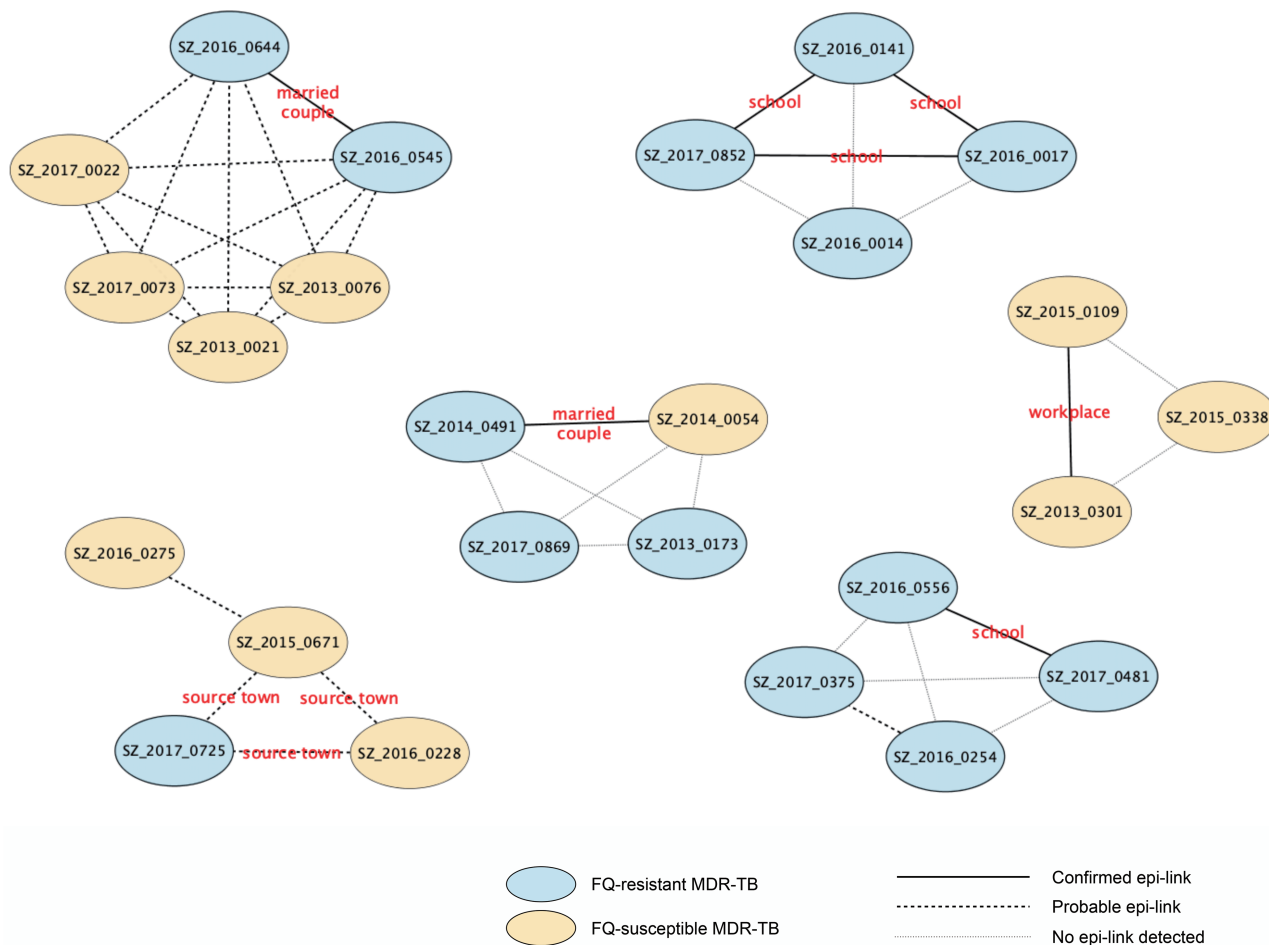 SZ_2016_0644
married
couple
SZ_2016_0545
SZ_2017_0022
SZ_2017_0073
SZ_2013_0076
SZ_2013_0021
SZ_2016_0141
school
school
SZ_2017_0852
school
SZ_2016_0017
SZ_2016_0014
SZ_2015_0109
workplace
SZ_2015_0338
SZ_2013_0301
SZ_2014_0491
married
couple
SZ_2014_0054
SZ_2017_0869
SZ_2013_0173
SZ_2016_0275
SZ_2015_0671
source town
source town
SZ_2017_0725
source town
SZ_2016_0228
SZ_2016_0556
school
SZ_2017_0375
SZ_2017_0481
SZ_2016_0254
FQ-resistant MDR-TB
FQ-susceptible MDR-TB
Confirmed epi-link
Probable epi-link
No epi-link detected